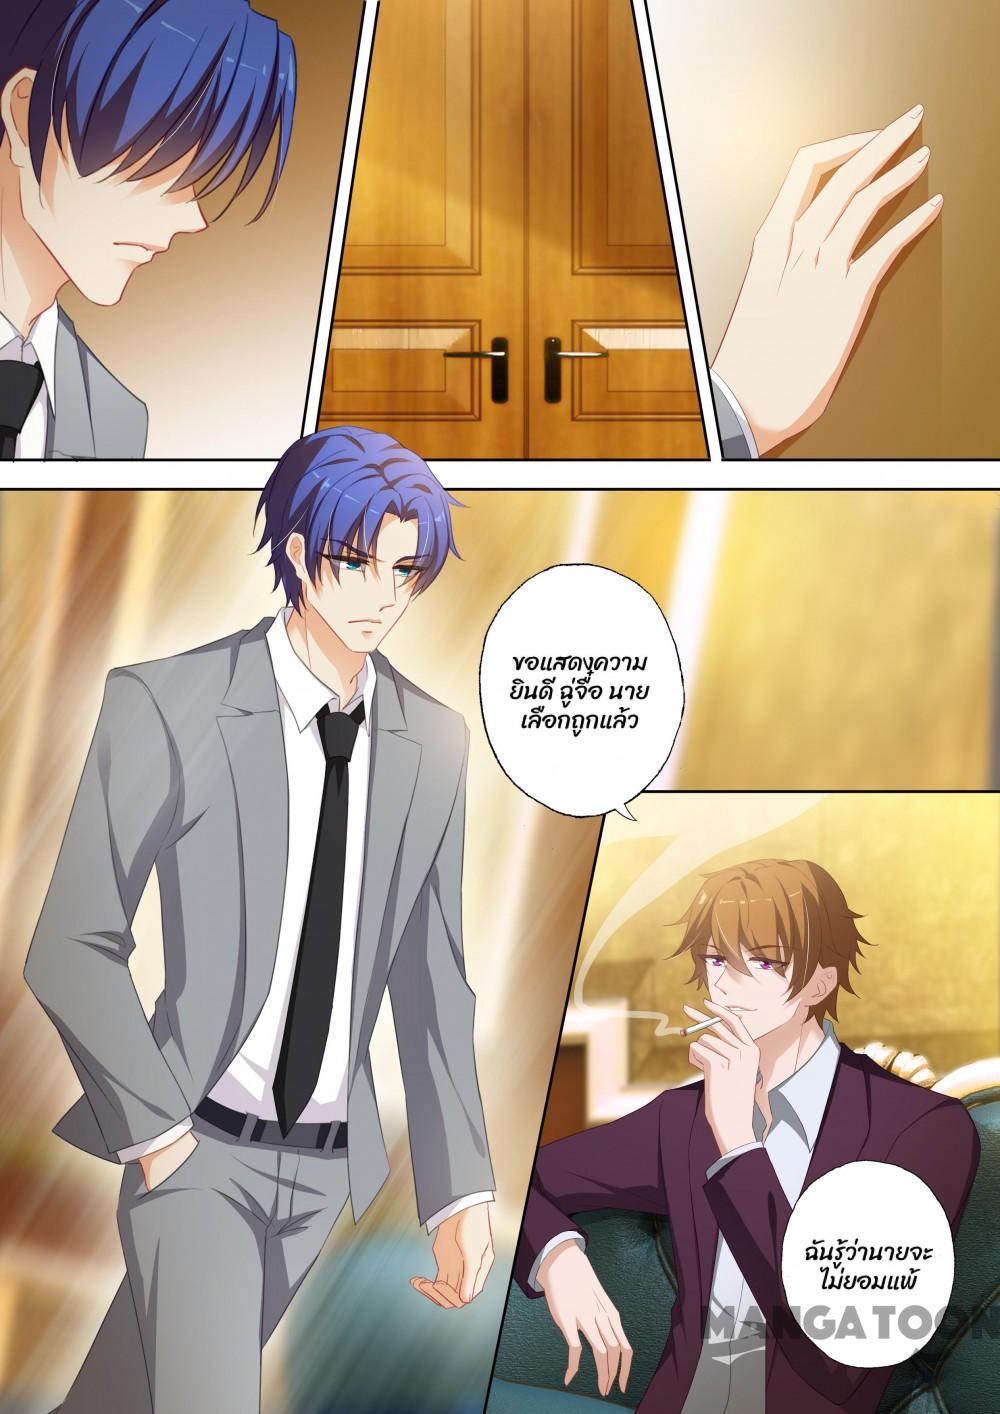 ขอแสดงความ
ยินดี ฉู่จื๋อ นาย
เลือกถูกแล้ว
ฉันรู้ว่านายจะ
ไม่ยอมแพ้
MANGATOON